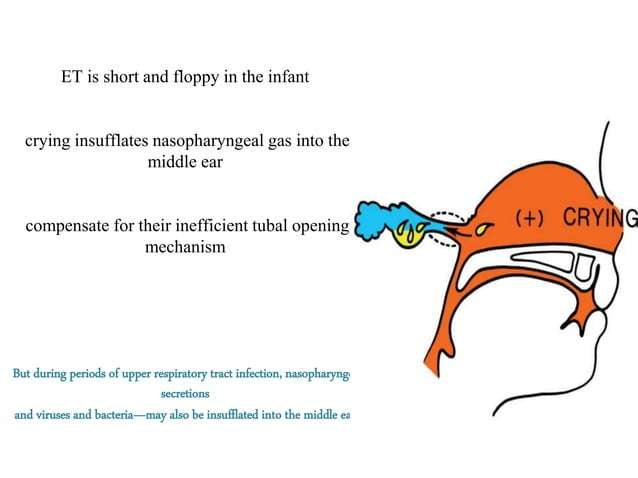 ET is short and floppy in the infant
crying insufflates nasopharyngeal gas into the
middle ear
compensate for their inefficient tubal opening
mechanism
(+) CRYING
But during periods of upper respiratory tract infection, nasopharynge
secretions
and viruses and bacteria—may also be insufflated into the middle ea